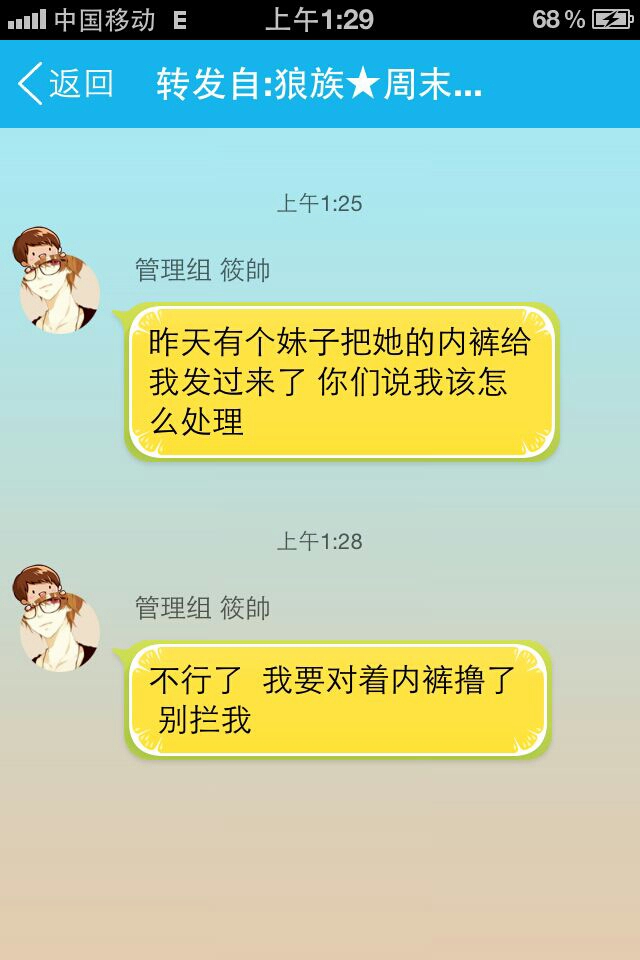 中国移动 E 上午1:29 68%
返回 转发自:狼族★周末...
上午1:25
管理组 筱帥
昨天有个妹子把她的内裤给
我发过来了 你们说我该怎
么处理
上午1:28
管理组 筱帥
不行了 我要对着内裤撸了
别拦我